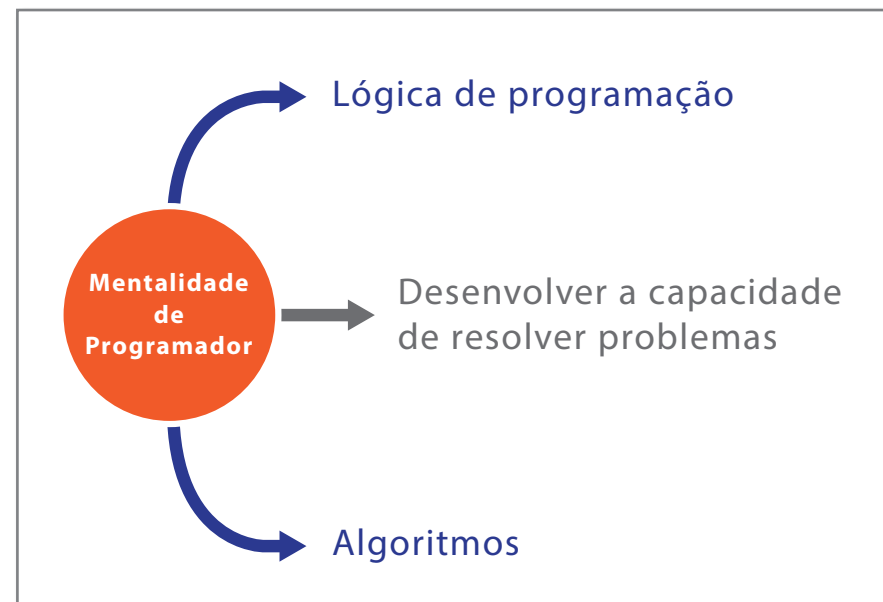 Lógica de programação
Mentalidade
de
Programador
Desenvolver a capacidade
de resolver problemas
Algoritmos